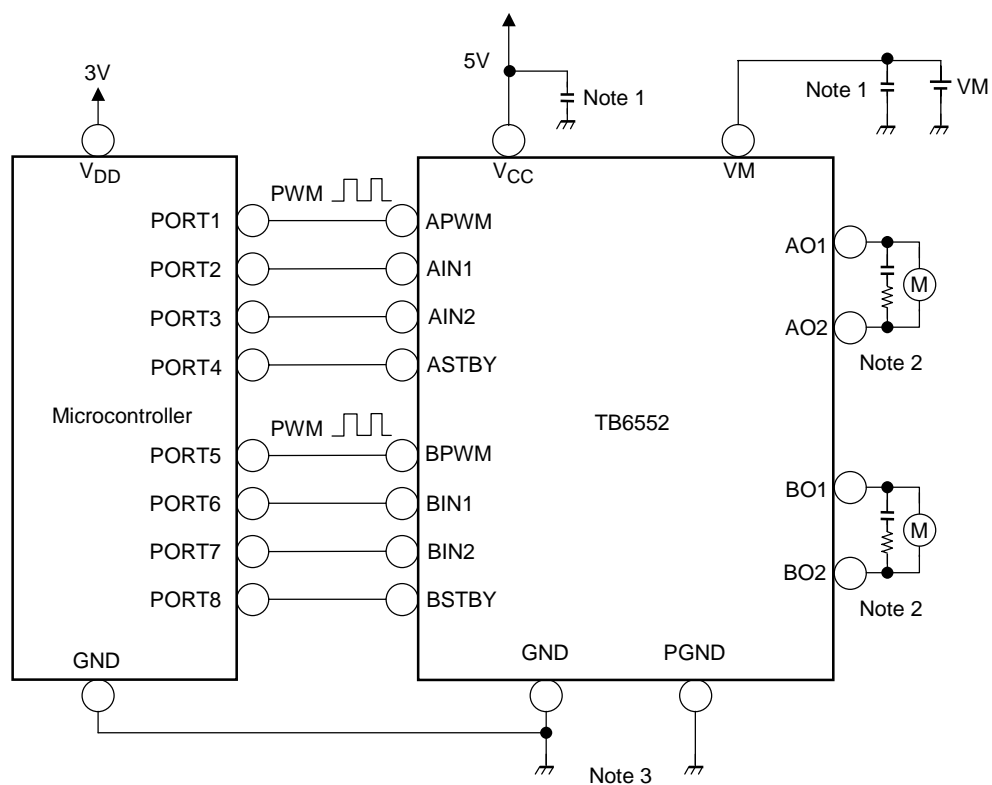 5V
3V
Note 1
Note 1
VM
VDD
VCC
VM
PWM
PORT1
APWM
AO1
PORT2
AIN1
M
PORT3
AIN2
AO2
PORT4
ASTBY
Note 2
Microcontroller
PWM
TB6552
PORT5
BPWM
PORT6
BIN1
BO1
M
PORT7
BIN2
BO2
PORT8
BSTBY
Note 2
GND
GND
PGND
Note 3